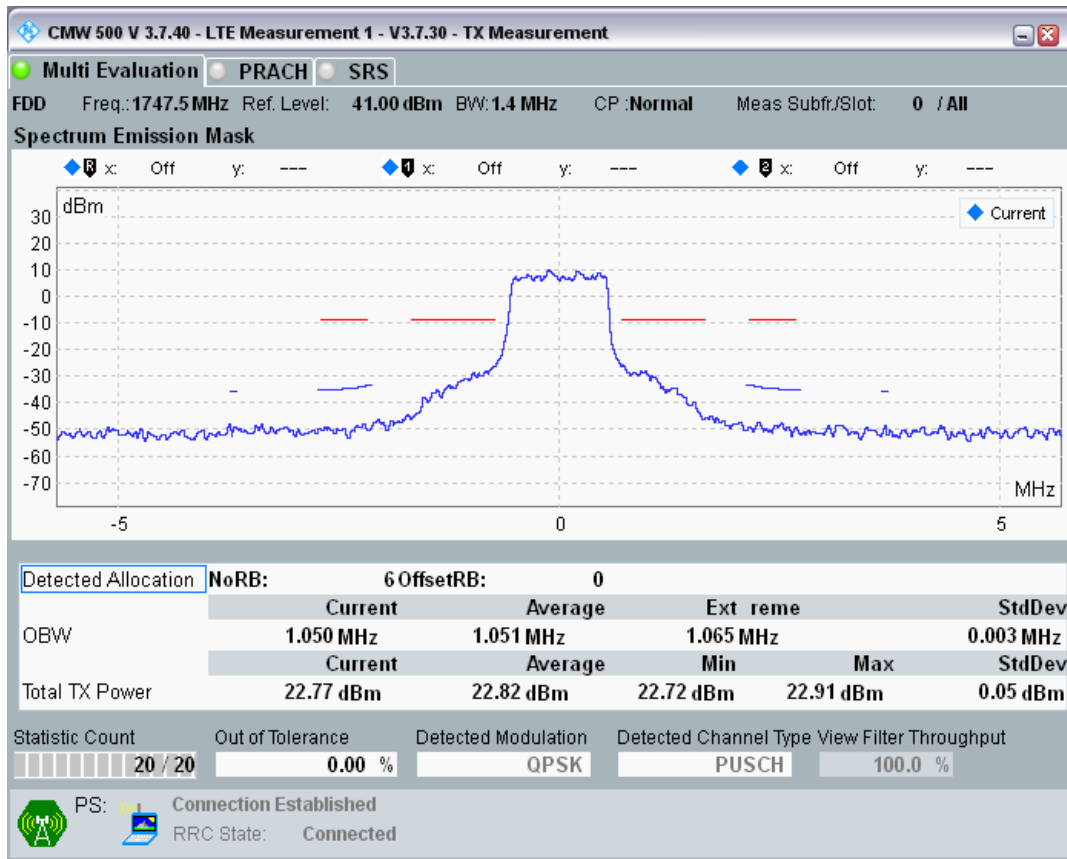 CMW 500 V 3.7.40 - LTE Measurement 1 - V3.7.30 - TX Measurement
Multi Evaluation PRACH SRS
FDD Freq.: 1747.5 MHz Ref. Level: 41.00 dBm BW: 1.4 MHz CP :Normal Meas Subfr./Slot: 0 / All
Spectrum Emission Mask
R x: Off y: --- 1 x: Off y: --- 2 x: Off y: ---
dBm
Current
30
20
10
0
-10
-20
-30
-40
-50
-60
-70
MHz
-5 0 5
Detected Allocation NoRB: 6 OffsetRB: 0
Current Average Ext reme StdDev
OBW 1.050 MHz 1.051 MHz 1.065 MHz 0.003 MHz
Current Average Min Max StdDev
Total TX Power 22.77 dBm 22.82 dBm 22.72 dBm 22.91 dBm 0.05 dBm
Statistic Count Out of Tolerance Detected Modulation Detected Channel Type View Filter Throughput
20 / 20 0.00 % QPSK PUSCH 100.0 %
PS: Connection Established
RRC State: Connected